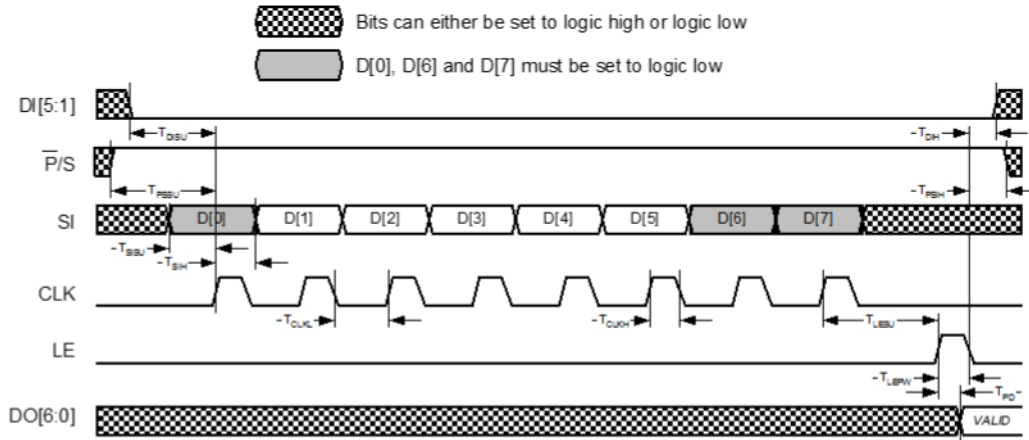 Bits can either be set to logic high or logic low
D[0], D[6] and D[7] must be set to logic low
DI[5:1]
T_DISU
T_DIH
P̅/S
T_PSSU
T_PSIH
SI
D[0] D[1] D[2] D[3] D[4] D[5] D[6] D[7]
T_SISU
T_SIH
CLK
T_CLKL
T_CLKH
T_LESU
LE
T_LEPW
T_PD
DO[6:0]
VALID